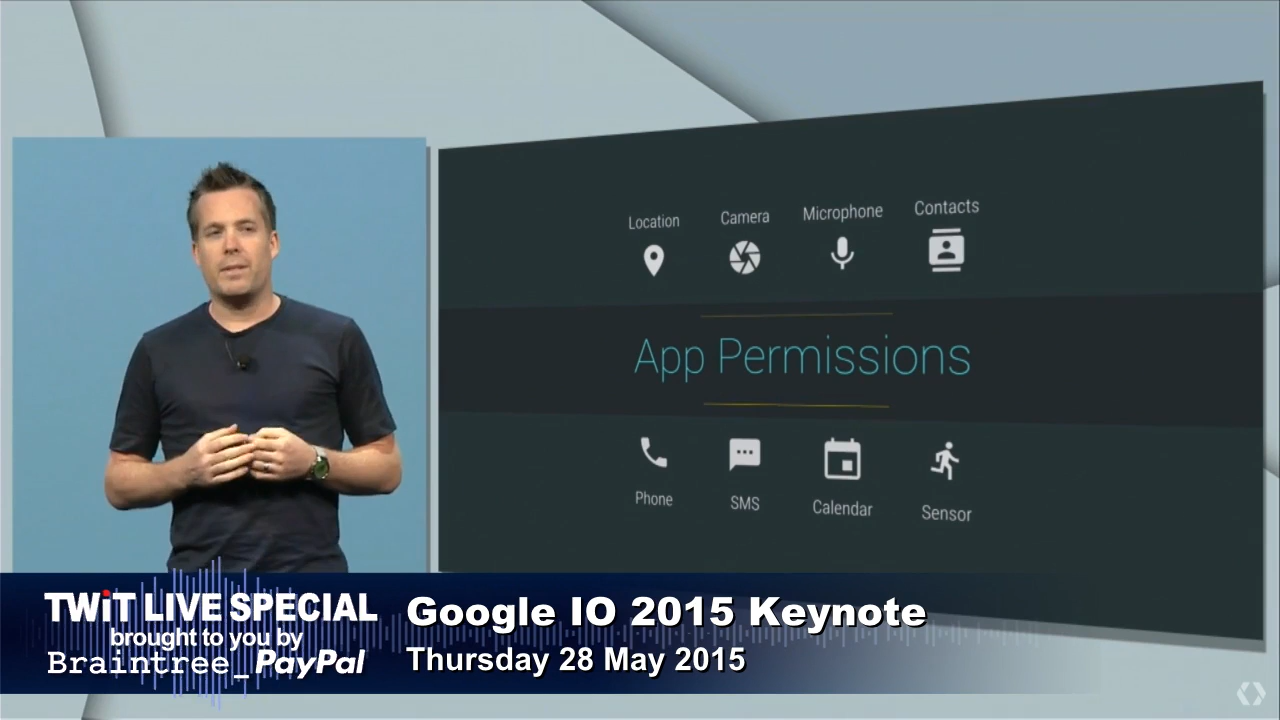 Location
Camera
Microphone
Contacts
App Permissions
Phone
SMS
Calendar
Sensor
TWiT LIVE SPECIAL
brought to you by
Braintree_PayPal
Google IO 2015 Keynote
Thursday 28 May 2015